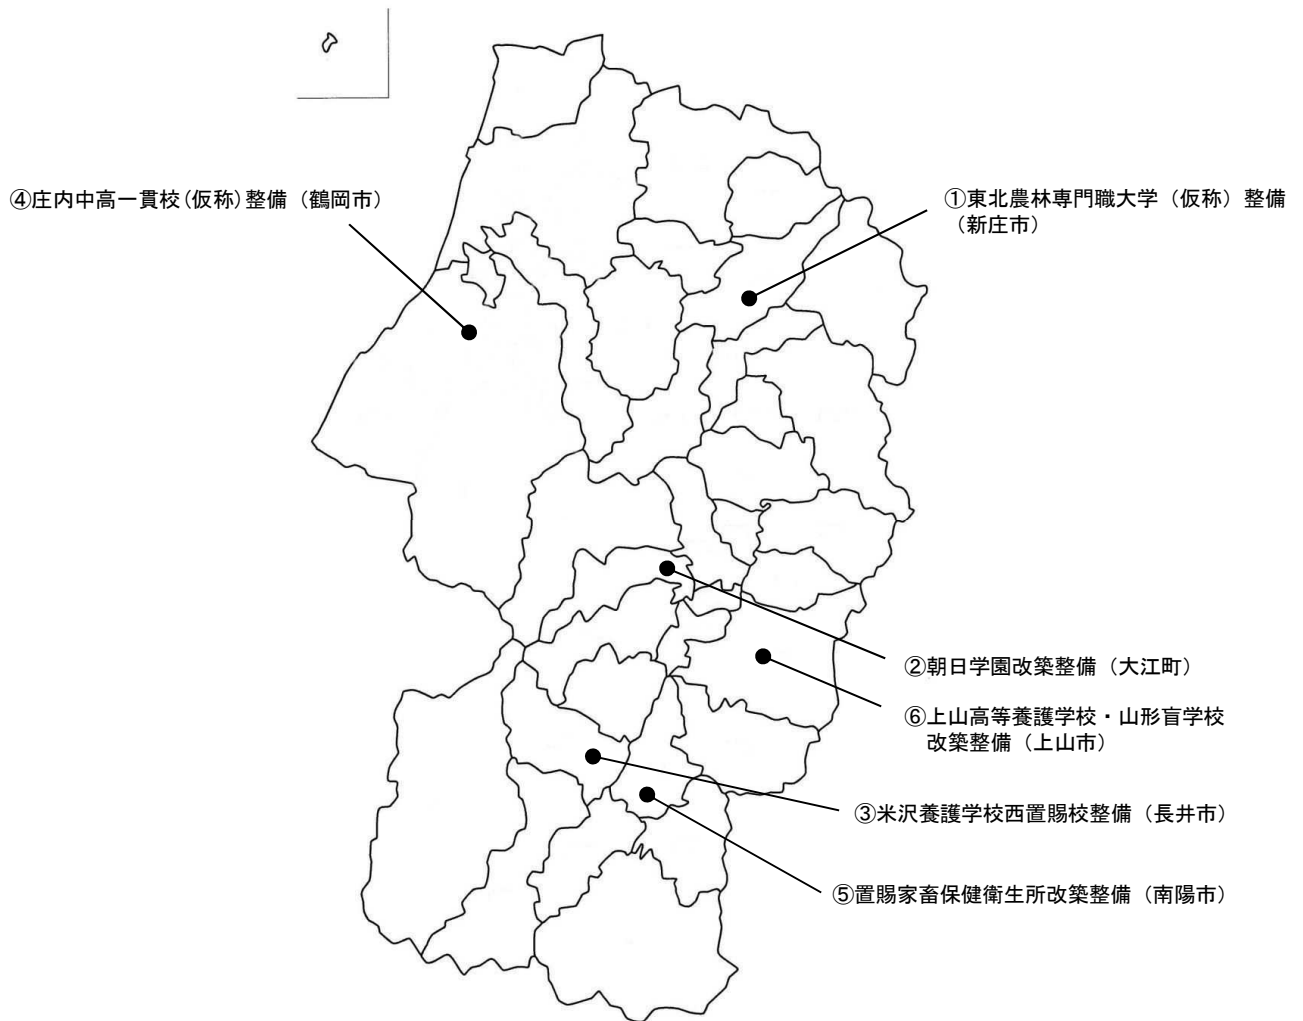 ④庄内中高一貫校(仮称)整備（鶴岡市）
①東北農林専門職大学（仮称）整備
（新庄市）
②朝日学園改築整備（大江町）
⑥上山高等養護学校・山形盲学校
改築整備（上山市）
③米沢養護学校西置賜校整備（長井市）
⑤置賜家畜保健衛生所改築整備（南陽市）